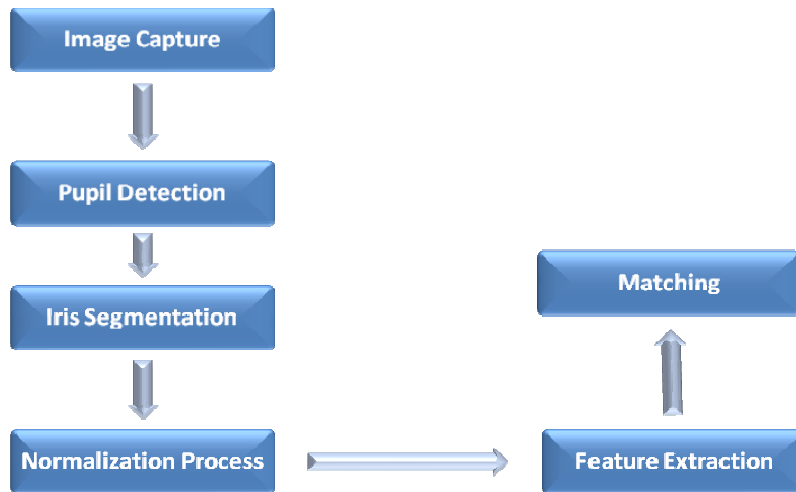 Image Capture
Pupil Detection
Iris Segmentation
Normalization Process
Feature Extraction
Matching